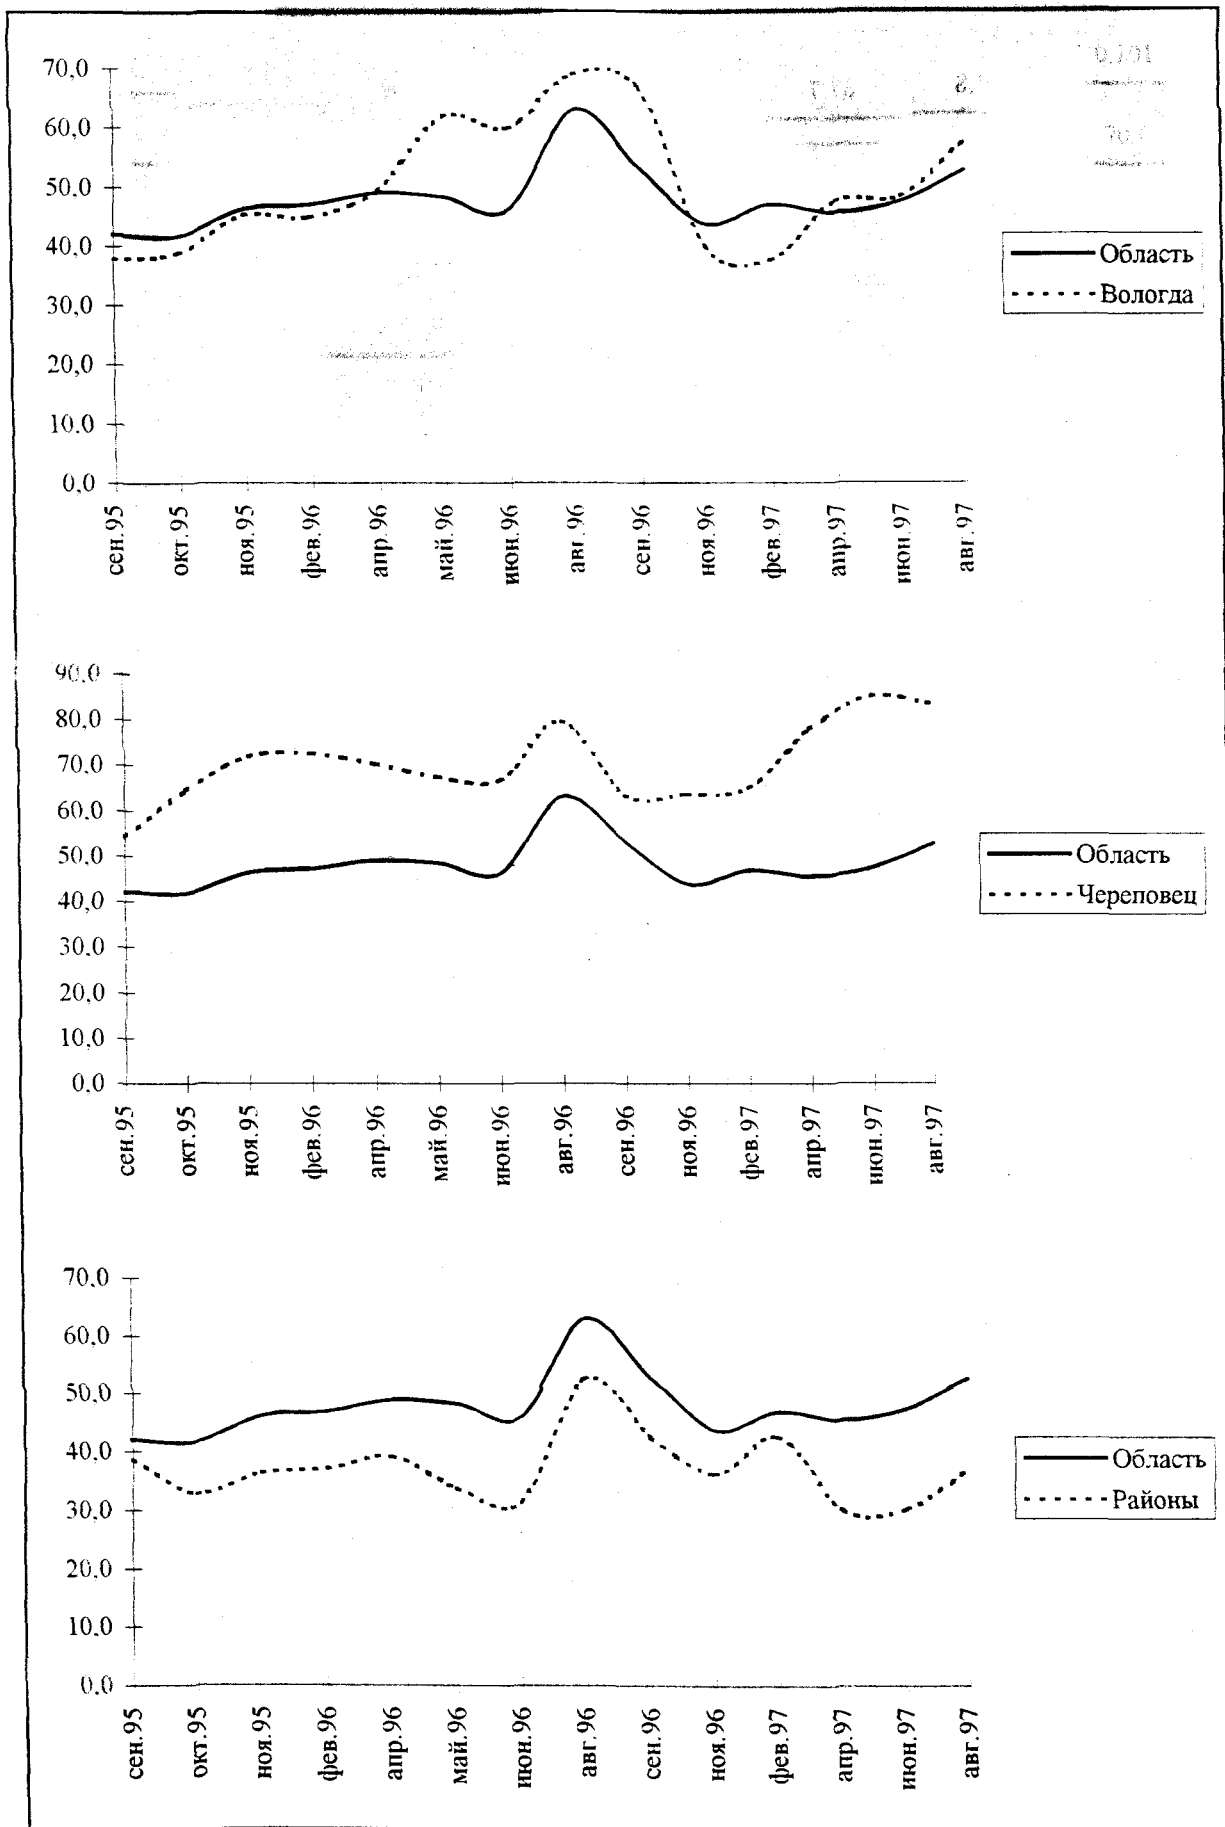 70,0
60,0
50,0
40,0
30,0
20,0
10,0
0,0
сен.95
окт.95
ноя.95
фев.96
апр.96
май.96
июн.96
авг.96
сен.96
ноя.96
фев.97
апр.97
июн.97
авг.97
Область
Вологда
90,0
80,0
70,0
60,0
50,0
40,0
30,0
20,0
10,0
0,0
сен.95
окт.95
ноя.95
фев.96
апр.96
май.96
июн.96
авг.96
сен.96
ноя.96
фев.97
апр.97
июн.97
авг.97
Область
Череповец
70,0
60,0
50,0
40,0
30,0
20,0
10,0
0,0
сен.95
окт.95
ноя.95
фев.96
апр.96
май.96
июн.96
авг.96
сен.96
ноя.96
фев.97
апр.97
июн.97
авг.97
Область
Районы